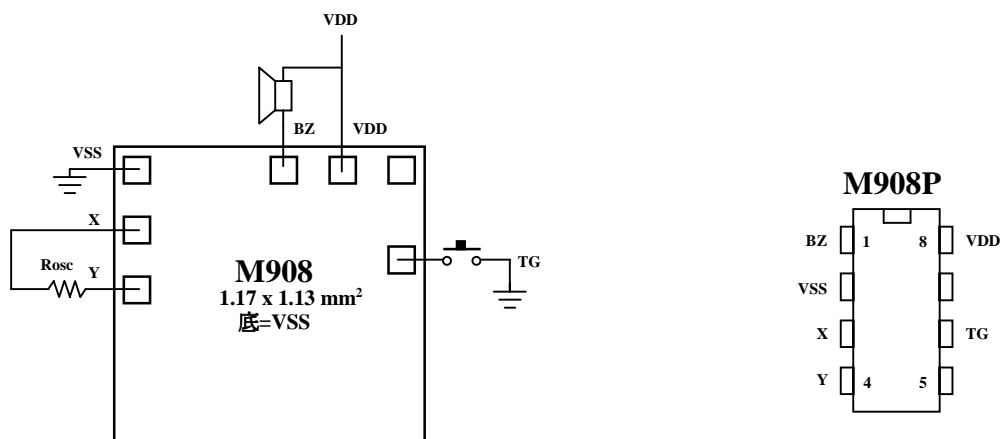 VDD
BZ VDD
VSS
X
Rosc Y
TG
M908
1.17 x 1.13 mm²
底=VSS
M908P
BZ 1 8 VDD
VSS
X TG
Y 4 5